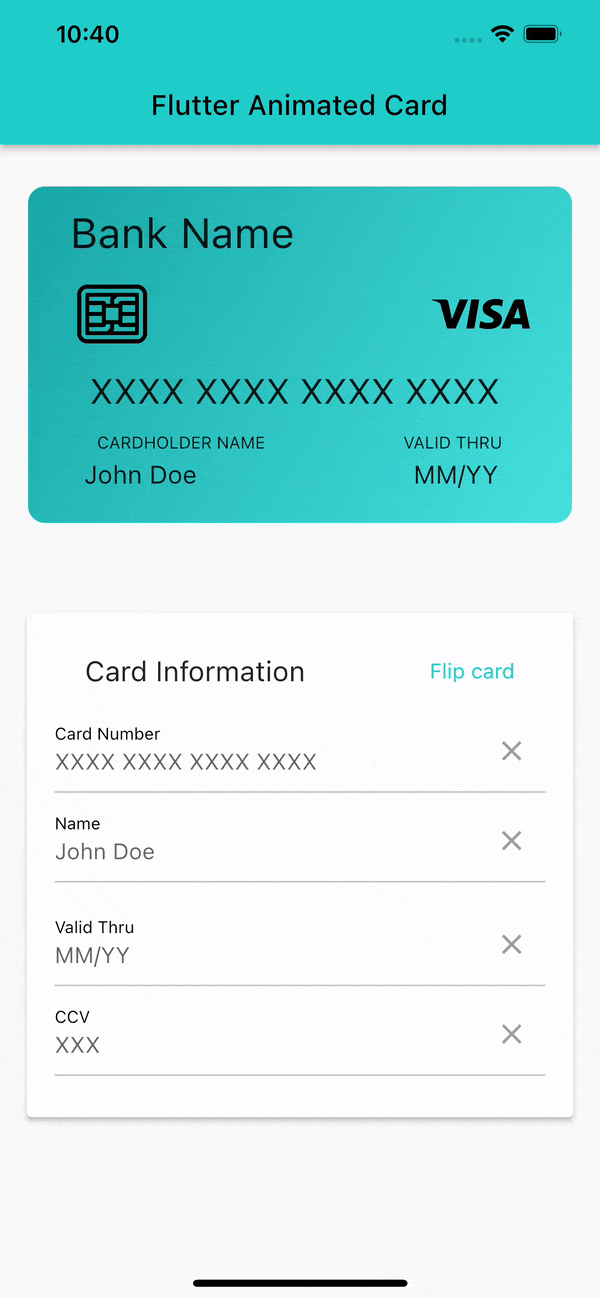 10:40
Flutter Animated Card
Bank Name
VISA
XXXX XXXX XXXX XXXX
CARDHOLDER NAME VALID THRU
John Doe MM/YY
Card Information Flip card
Card Number
XXXX XXXX XXXX XXXX
Name
John Doe
Valid Thru
MM/YY
CCV
XXX